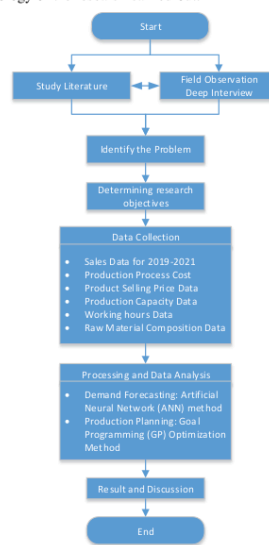 Start
Study Literature
Field Observation
Deep Interview
Identify the Problem
Determining research
objectives
Data Collection
• Sales Data for 2019-2021
• Production Process Cost
• Product Selling Price Data
• Production Capacity Data
• Working hours Data
• Raw Material Composition Data
Processing and Data Analysis
• Demand Forecasting: Artificial
Neural Network (ANN) method
• Production Planning: Goal
Programming (GP) Optimization
Method
Result and Discussion
End